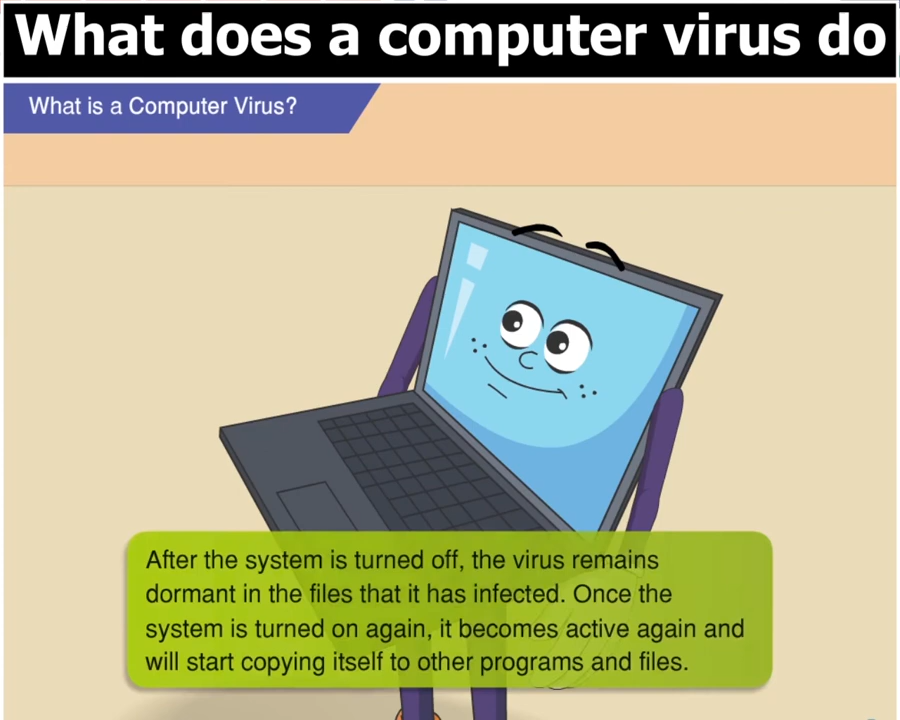 What does a computer virus do
What is a Computer Virus?
After the system is turned off, the virus remains
dormant in the files that it has infected. Once the
system is turned on again, it becomes active again and
will start copying itself to other programs and files.